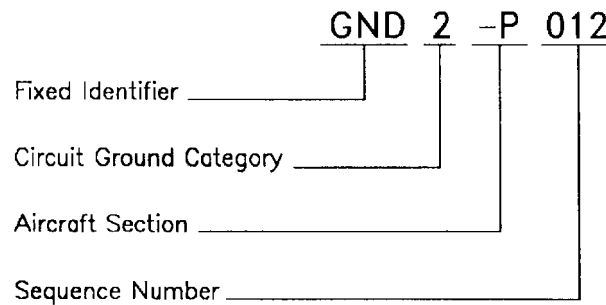 GND 2 -P 012
Fixed Identifier
Circuit Ground Category
Aircraft Section
Sequence Number